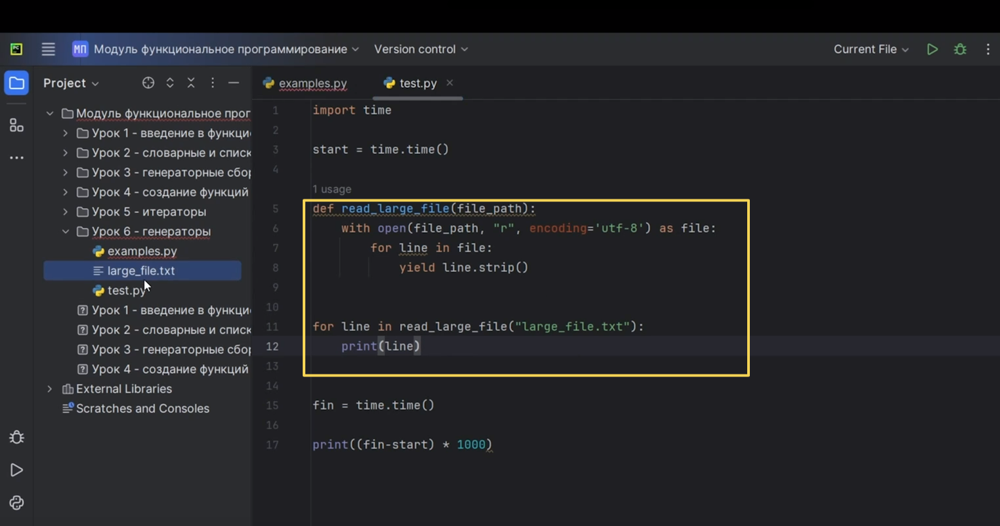 PC
МП Модуль функциональное программирование Version control Current File
Project
Модуль функциональное прог
Урок 1 - введение в функци
Урок 2 - словарные и списк
Урок 3 - генераторные сбор
Урок 4 - создание функций
Урок 5 - итераторы
Урок 6 - генераторы
examples.py
large_file.txt
test.py
Урок 1 - введение в функци
Урок 2 - словарные и списк
Урок 3 - генераторные сбор
Урок 4 - создание функций
External Libraries
Scratches and Consoles
examples.py test.py
1 import time
2
3 start = time.time()
4
1 usage
5 def read_large_file(file_path):
6 with open(file_path, "r", encoding='utf-8') as file:
7 for line in file:
8 yield line.strip()
9
10
11 for line in read_large_file("large_file.txt"):
12 print(line)
13
14
15 fin = time.time()
16
17 print((fin-start) * 1000)